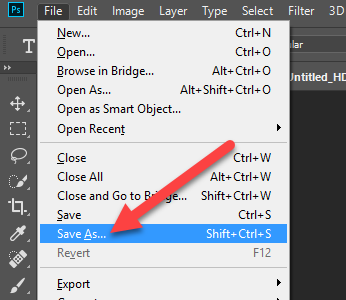 Ps File Edit Image Layer Type Select Filter 3D
T
New... Ctrl+N
Open... Ctrl+O
Browse in Bridge... Alt+Ctrl+O
Open As... Alt+Shift+Ctrl+O
Open as Smart Object...
Open Recent
Untitled_HD
Close Ctrl+W
Close All Alt+Ctrl+W
Close and Go to Bridge... Shift+Ctrl+W
Save Ctrl+S
Save As... Shift+Ctrl+S
Revert F12
Export